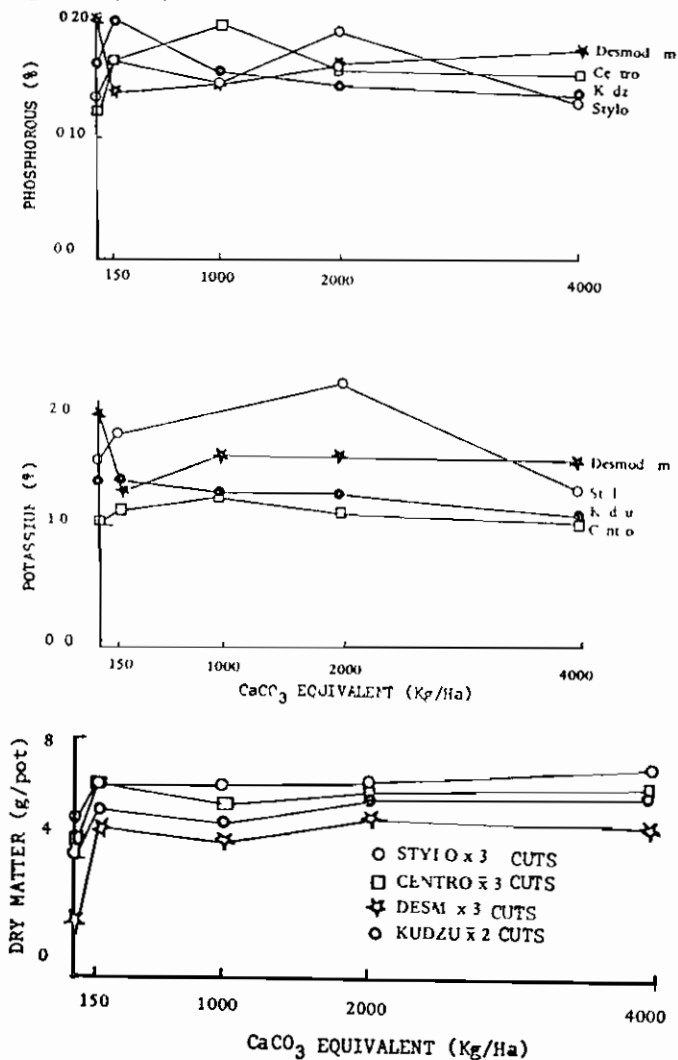 0 20
PHOSPHOROUS (%)
0 10
0 0
Desmod m
Ce tro
K dz
Stylo
150 1000 2000 4000
2 0
POTASSIUM (%)
1 0
0 0
Desmod m
St l
K d u
C nt o
150 1000 2000 4000
CaCO3 EQUIVALENT (Kg/Ha)
8
DRY MATTER (g/pot)
4
0
STYLO x 3 CUTS
CENTRO x̄ 3 CUTS
DESM x 3 CUTS
KUDZU x̄ 2 CUTS
150 1000 2000 4000
CaCO3 EQUIVALENT (Kg/Ha)